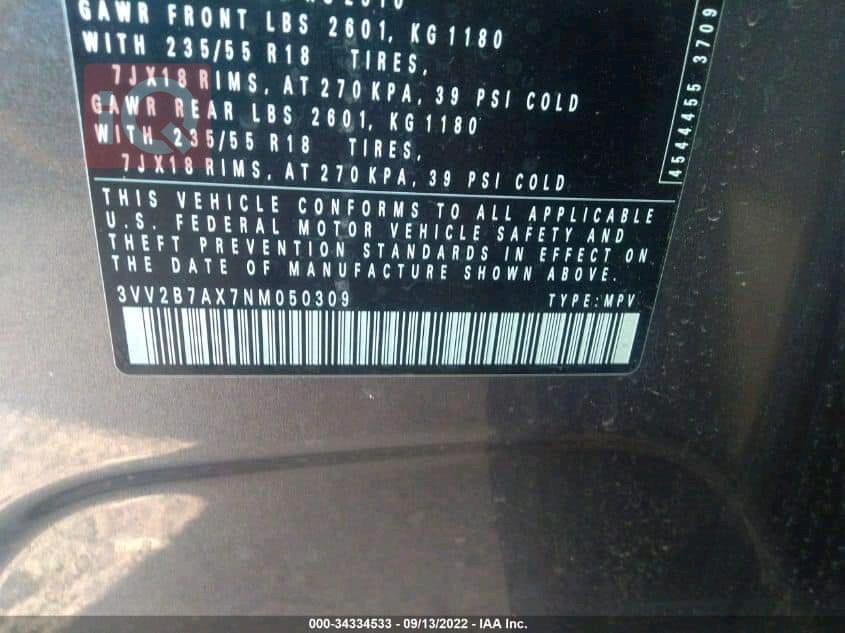 GAWR FRONT LBS 2601, KG 1180
WITH 235/55 R18 TIRES,
7JX18 RIMS, AT 270 KPA, 39 PSI COLD
GAWR REAR LBS 2601, KG 1180
WITH 235/55 R18 TIRES,
7JX18 RIMS, AT 270 KPA, 39 PSI COLD
4544455 3709
THIS VEHICLE CONFORMS TO ALL APPLICABLE
U.S. FEDERAL MOTOR VEHICLE SAFETY AND
THEFT PREVENTION STANDARDS IN EFFECT ON
THE DATE OF MANUFACTURE SHOWN ABOVE.
3VV2B7AX7NM050309 TYPE: MPV
iQ
000-34334533 - 09/13/2022 - IAA Inc.